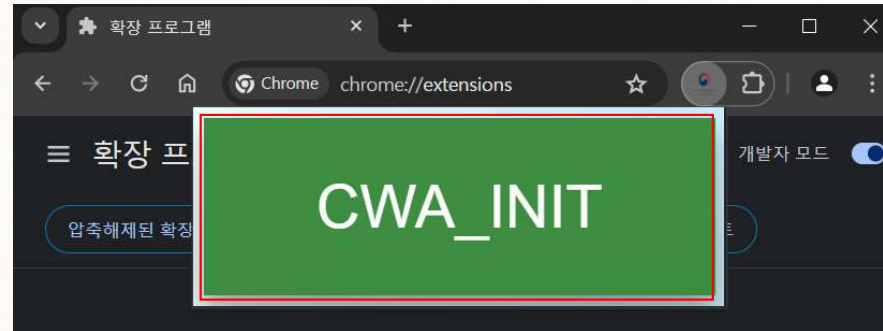 확장 프로그램
Chrome chrome://extensions
확장 프
개발자 모드
CWA_INIT
압축해제된 확장
트